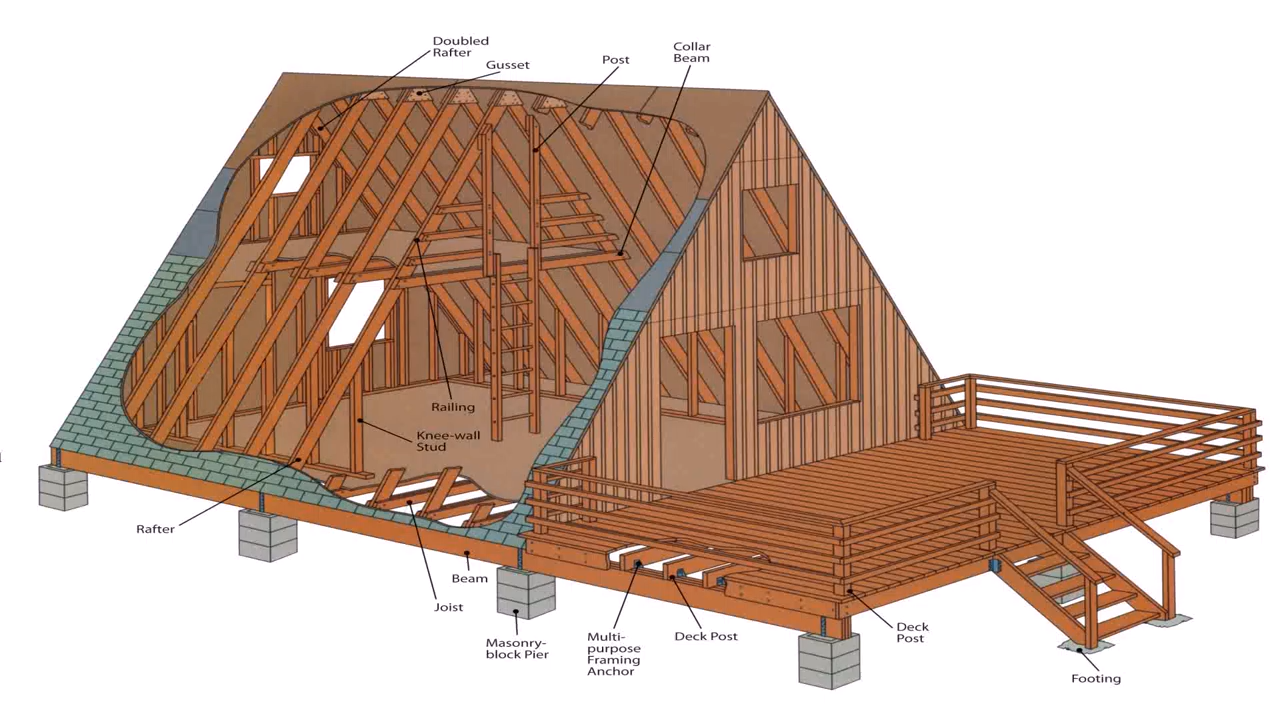 Doubled
Rafter
Gusset
Post
Collar
Beam
Railing
Knee-wall
Stud
Rafter
Beam
Joist
Masonry-
block Pier
Multi-
purpose
Framing
Anchor
Deck Post
Deck
Post
Footing